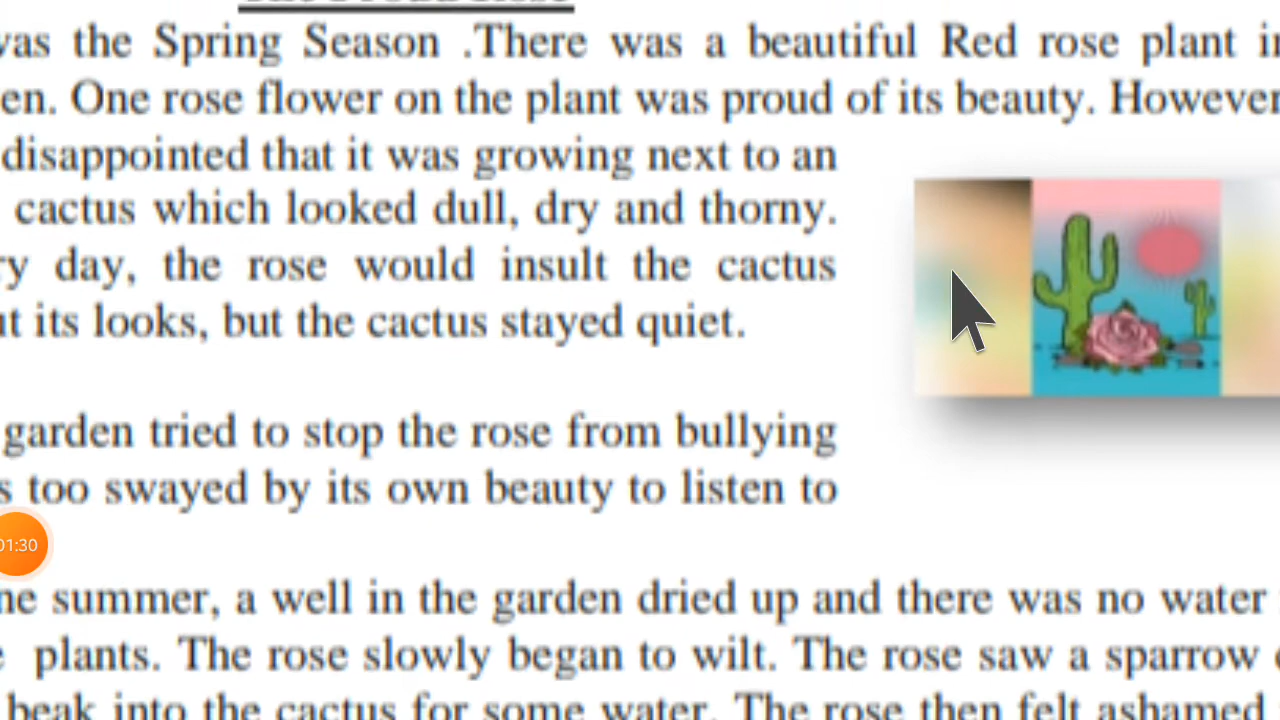 was the Spring Season .There was a beautiful Red rose plant in
en. One rose flower on the plant was proud of its beauty. However
disappointed that it was growing next to an
cactus which looked dull, dry and thorny.
ry day, the rose would insult the cactus
ut its looks, but the cactus stayed quiet.
garden tried to stop the rose from bullying
s too swayed by its own beauty to listen to
01:30
ne summer, a well in the garden dried up and there was no water
plants. The rose slowly began to wilt. The rose saw a sparrow
beak into the cactus for some water. The rose then felt ashamed